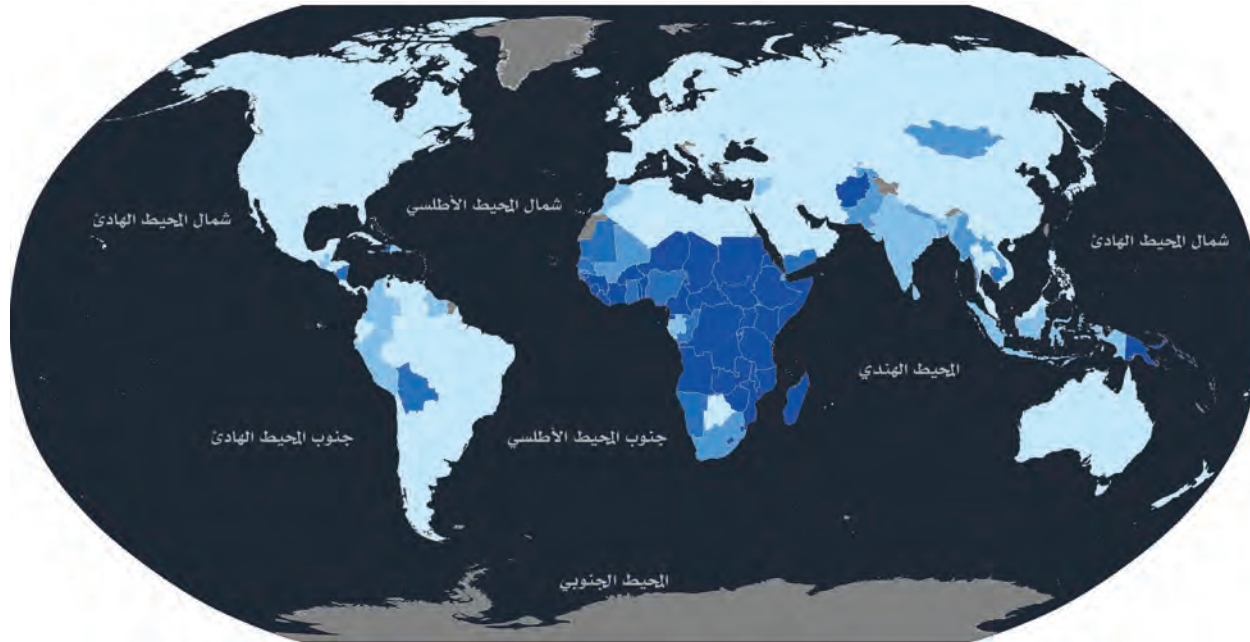 شمال المحيط الأطلسي
شمال المحيط الهادئ
شمال المحيط الهادئ
المحيط الهندي
جنوب المحيط الأطلسي
جنوب المحيط الهادئ
المحيط الجنوبي